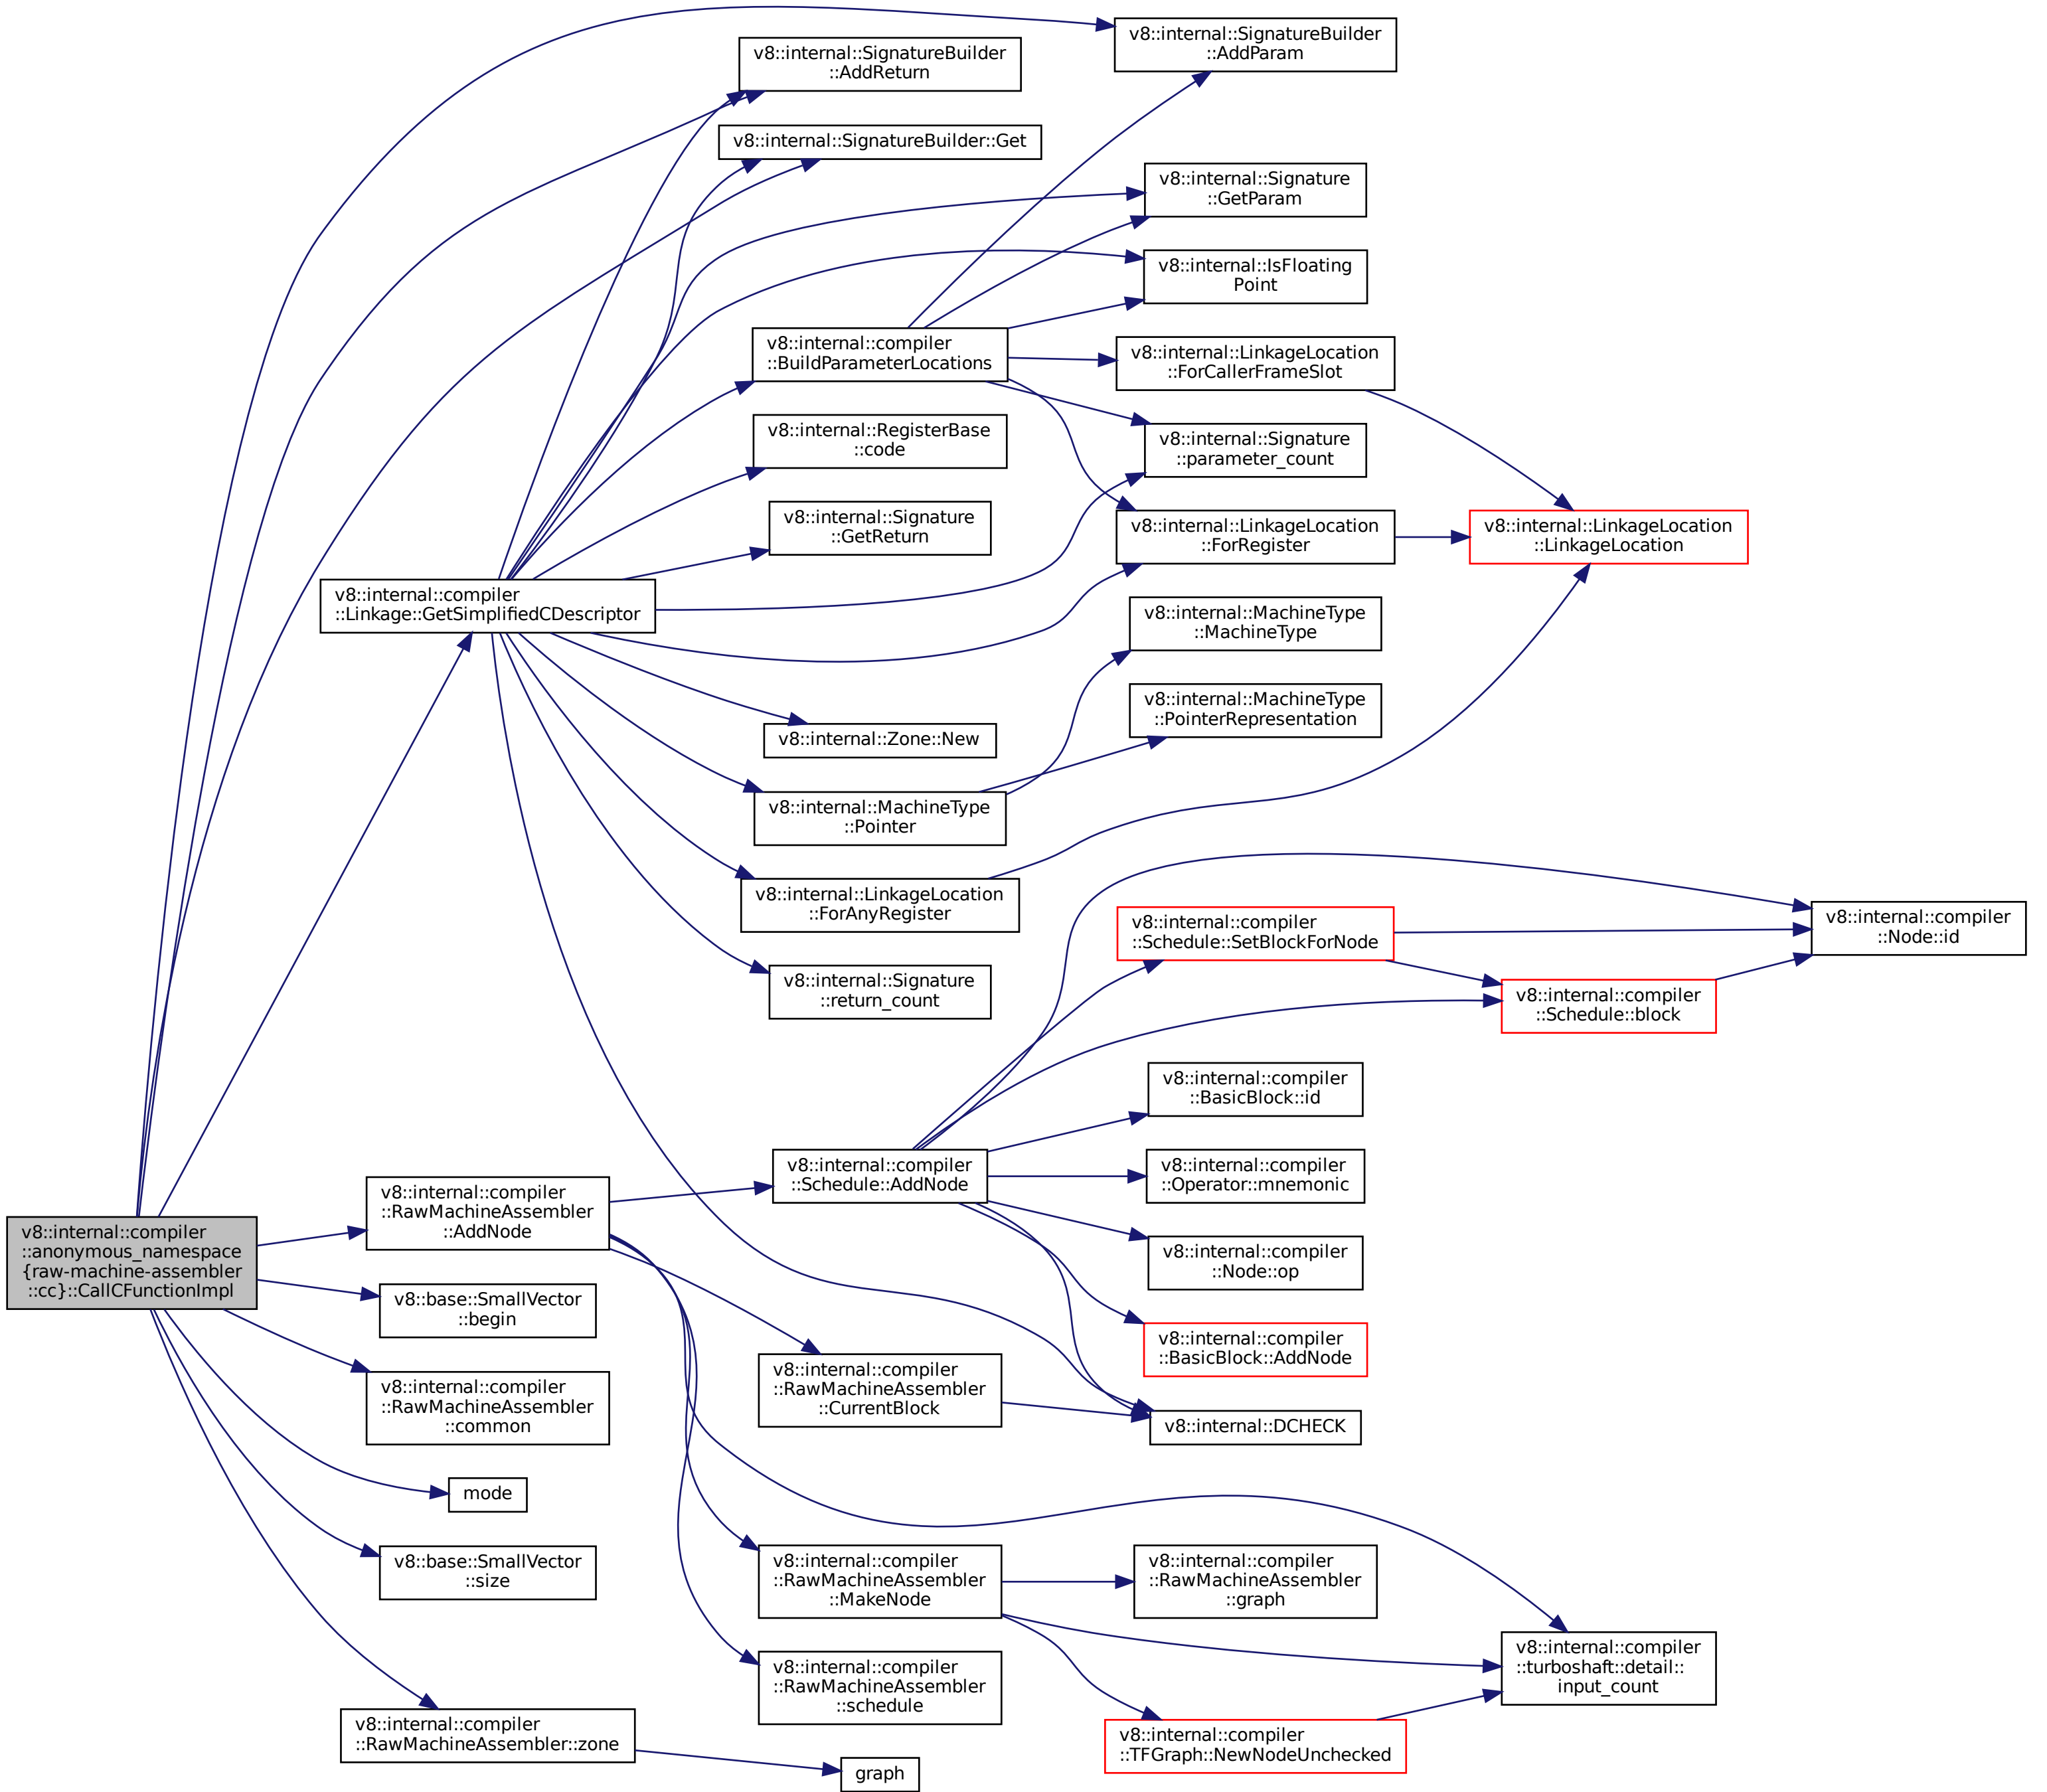 v8::internal::compiler
::anonymous_namespace
{raw-machine-assembler
::cc}::CallCFunctionImpl
v8::internal::SignatureBuilder
::AddParam
v8::internal::SignatureBuilder
::AddReturn
v8::internal::SignatureBuilder::Get
v8::internal::Signature
::GetParam
v8::internal::IsFloating
Point
v8::internal::compiler
::BuildParameterLocations
v8::internal::LinkageLocation
::ForCallerFrameSlot
v8::internal::RegisterBase
::code
v8::internal::Signature
::parameter_count
v8::internal::Signature
::GetReturn
v8::internal::LinkageLocation
::ForRegister
v8::internal::LinkageLocation
::LinkageLocation
v8::internal::compiler
::Linkage::GetSimplifiedCDescriptor
v8::internal::MachineType
::MachineType
v8::internal::Zone::New
v8::internal::MachineType
::PointerRepresentation
v8::internal::MachineType
::Pointer
v8::internal::LinkageLocation
::ForAnyRegister
v8::internal::compiler
::Schedule::SetBlockForNode
v8::internal::compiler
::Node::id
v8::internal::Signature
::return_count
v8::internal::compiler
::Schedule::block
v8::internal::compiler
::BasicBlock::id
v8::internal::compiler
::RawMachineAssembler
::AddNode
v8::internal::compiler
::Schedule::AddNode
v8::internal::compiler
::Operator::mnemonic
v8::internal::compiler
::Node::op
v8::base::SmallVector
::begin
v8::internal::compiler
::BasicBlock::AddNode
v8::internal::compiler
::RawMachineAssembler
::common
v8::internal::compiler
::RawMachineAssembler
::CurrentBlock
v8::internal::DCHECK
mode
v8::base::SmallVector
::size
v8::internal::compiler
::RawMachineAssembler
::MakeNode
v8::internal::compiler
::RawMachineAssembler
::graph
v8::internal::compiler
::turboshaft::detail::
input_count
v8::internal::compiler
::RawMachineAssembler
::schedule
v8::internal::compiler
::TFGraph::NewNodeUnchecked
v8::internal::compiler
::RawMachineAssembler::zone
graph